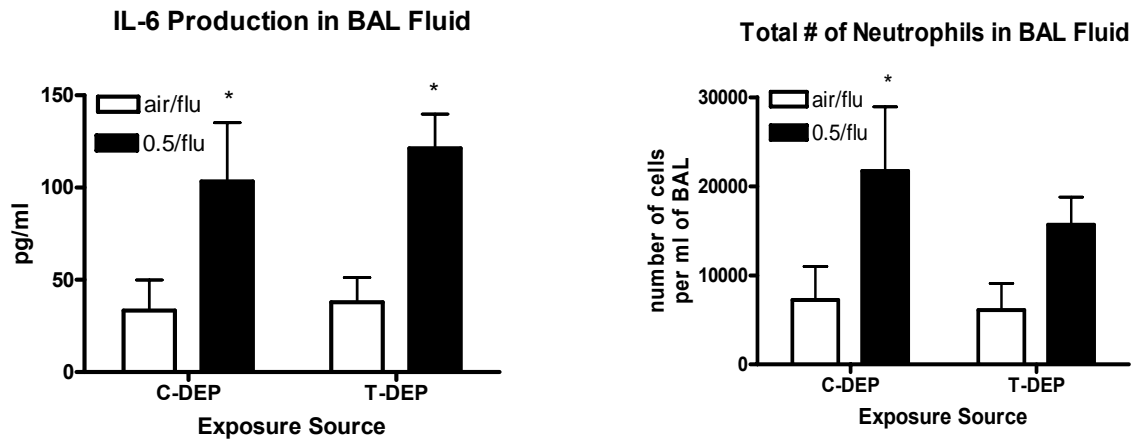 IL-6 Production in BAL Fluid
150
100
50
0
pg/ml
air/flu
0.5/flu
*
*
C-DEP
T-DEP
Exposure Source
Total # of Neutrophils in BAL Fluid
30000
20000
10000
0
number of cells
per ml of BAL
air/flu
0.5/flu
*
C-DEP
T-DEP
Exposure Source